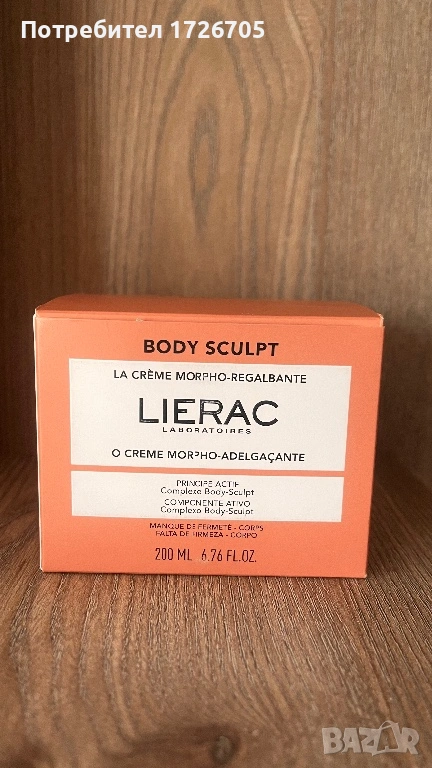 Потребител 1726705
BODY SCULPT
LA CRÈME MORPHO-REGALBANTE
LIERAC
LABORATOIRES
O CREME MORPHO-ADELGAÇANTE
PRINCIPE ACTIF
Complexe Body-Sculpt
COMPONENTE ATIVO
Complexo Body-Sculpt
MANQUE DE FERMETÉ - CORPS
FALTA DE FIRMEZA - CORPO
200 ML 6.76 FL.OZ.
BAZAR